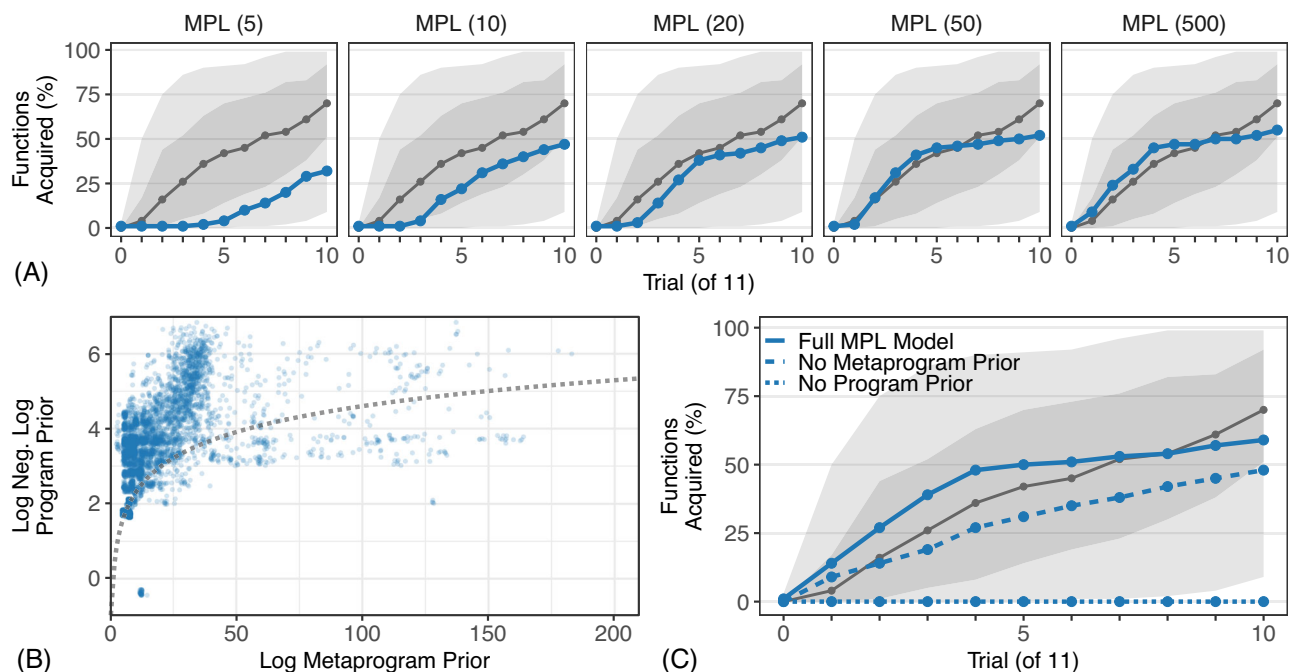 MPL (5) MPL (10) MPL (20) MPL (50) MPL (500)
Functions
Acquired (%)
100
75
50
25
0
0 5 10 0 5 10 0 5 10 0 5 10 0 5 10
Trial (of 11)
(A)
Log Neg. Log
Program Prior
6
4
2
0
0 50 100 150 200
Log Metaprogram Prior
(B)
Functions
Acquired (%)
100
75
50
25
0
Full MPL Model
No Metaprogram Prior
No Program Prior
0 5 10
Trial (of 11)
(C)